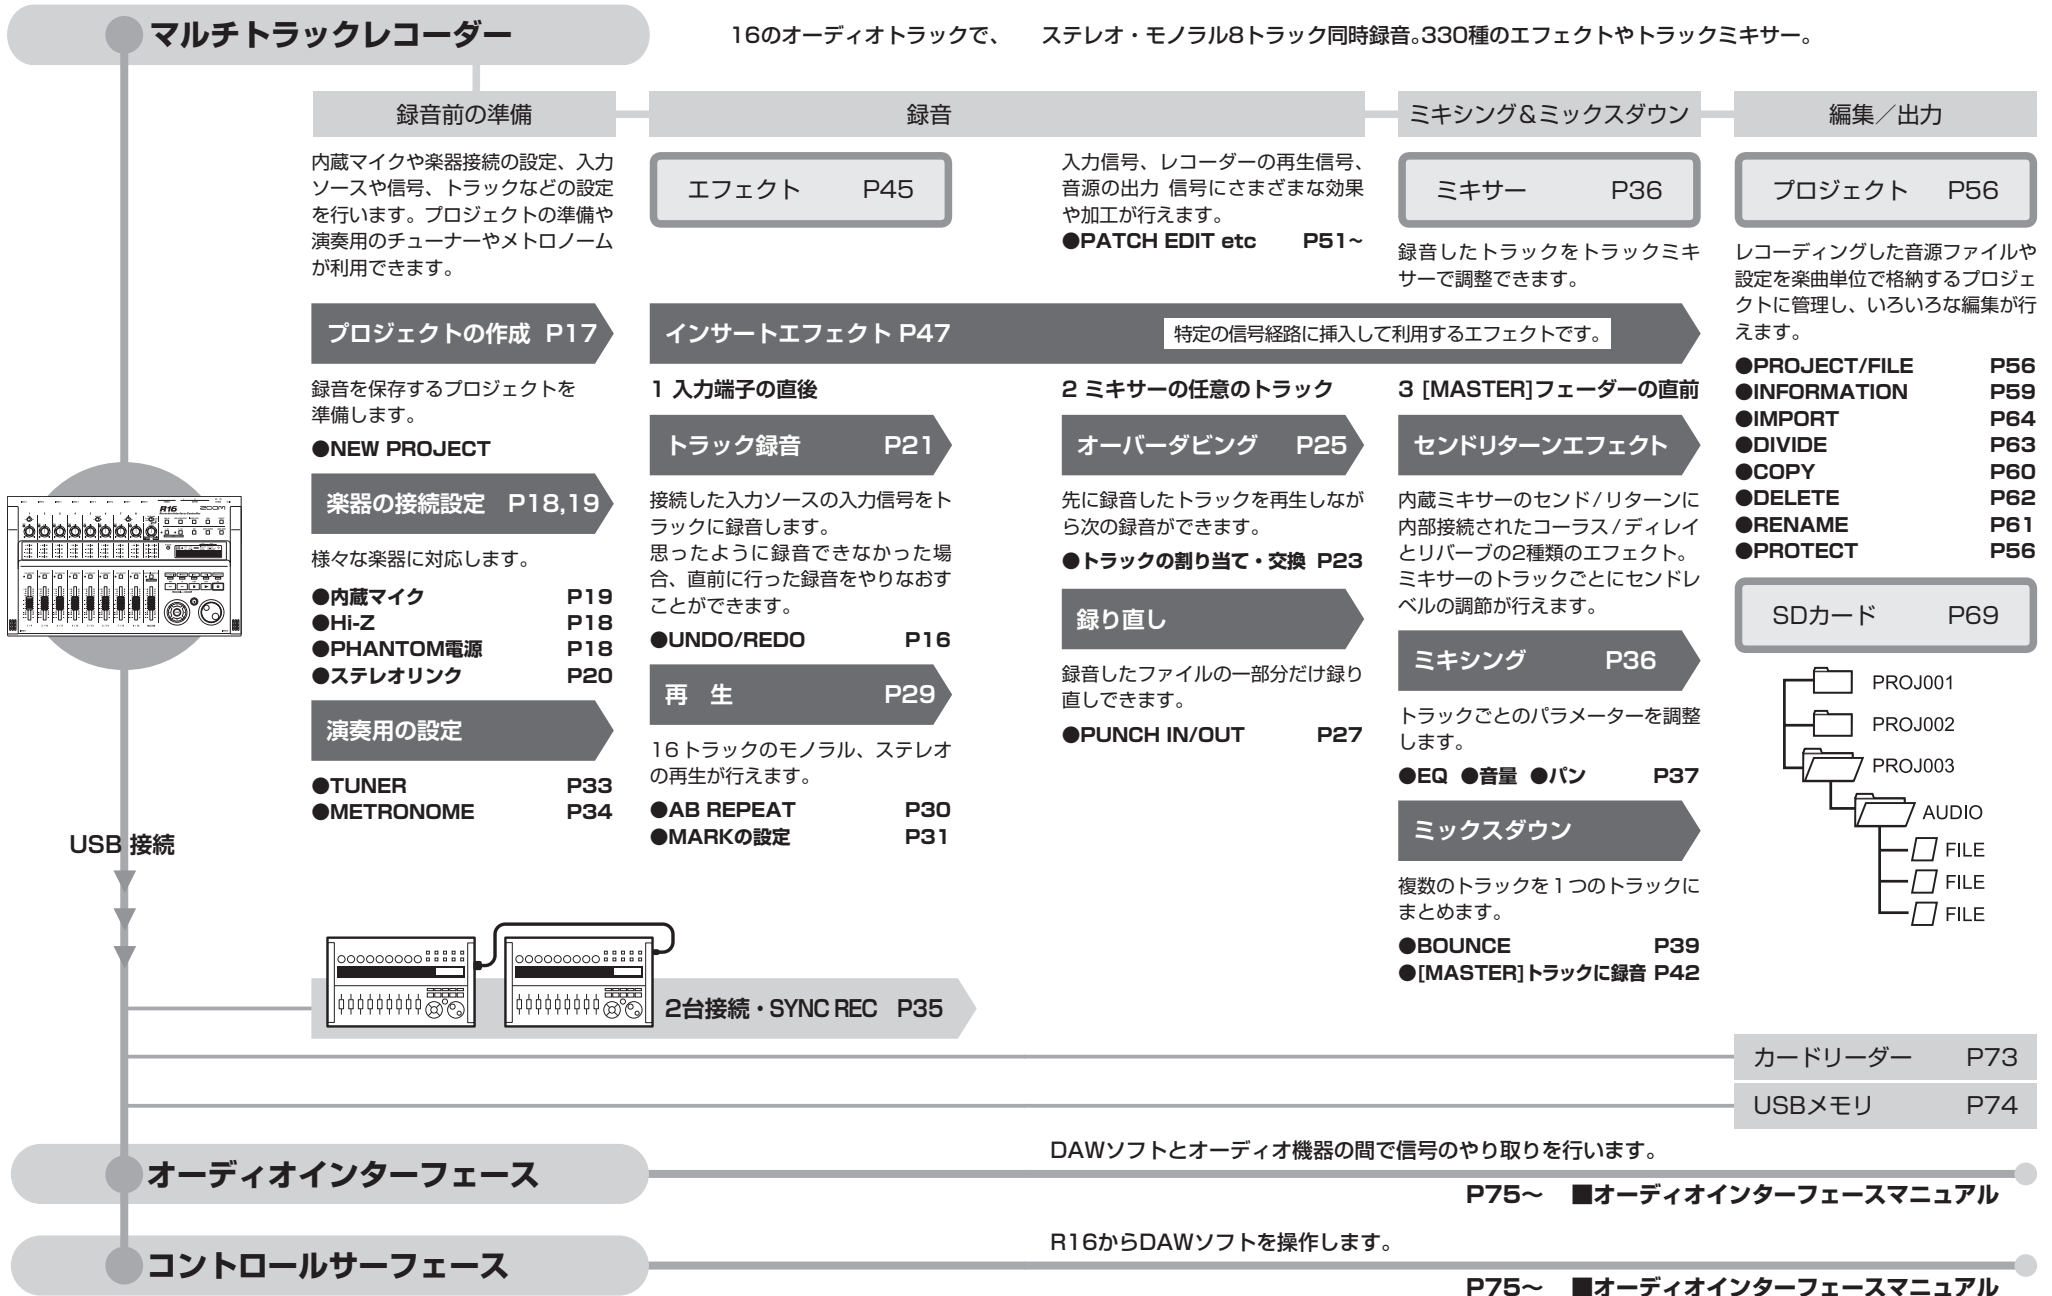 マルチトラックレコーダー
16のオーディオトラックで、 ステレオ・モノラル8トラック同時録音。330種のエフェクトやトラックミキサー。
録音前の準備
内蔵マイクや楽器接続の設定、入力
ソースや信号、トラックなどの設定
を行います。プロジェクトの準備や
演奏用のチューナーやメトロノーム
が利用できます。
プロジェクトの作成 P17
録音を保存するプロジェクトを
準備します。
●NEW PROJECT
楽器の接続設定 P18,19
様々な楽器に対応します。
●内蔵マイク P19
●Hi-Z P18
●PHANTOM電源 P18
●ステレオリンク P20
演奏用の設定
●TUNER P33
●METRONOME P34
録音
エフェクト P45
入力信号、レコーダーの再生信号、
音源の出力 信号にさまざまな効果
や加工が行えます。
●PATCH EDIT etc P51~
インサートエフェクト P47
特定の信号経路に挿入して利用するエフェクトです。
1 入力端子の直後
トラック録音 P21
接続した入力ソースの入力信号をト
ラックに録音します。
思ったように録音できなかった場
合、直前に行った録音をやりなおす
ことができます。
●UNDO/REDO P16
再 生 P29
16トラックのモノラル、ステレオ
の再生が行えます。
●AB REPEAT P30
●MARKの設定 P31
2 ミキサーの任意のトラック
オーバーダビング P25
先に録音したトラックを再生しなが
ら次の録音ができます。
●トラックの割り当て・交換 P23
録り直し
録音したファイルの一部分だけ録り
直しできます。
●PUNCH IN/OUT P27
ミキシング&ミックスダウン
ミキサー P36
録音したトラックをトラックミキ
サーで調整できます。
3 [MASTER]フェーダーの直前
センドリターンエフェクト
内蔵ミキサーのセンド/リターンに
内部接続されたコーラス/ディレイ
とリバーブの2種類のエフェクト。
ミキサーのトラックごとにセンドレ
ベルの調節が行えます。
ミキシング P36
トラックごとのパラメーターを調整
します。
●EQ ●音量 ●パン P37
ミックスダウン
複数のトラックを1つのトラックに
まとめます。
●BOUNCE P39
●[MASTER]トラックに録音 P42
編集/出力
プロジェクト P56
レコーディングした音源ファイルや
設定を楽曲単位で格納するプロジェ
クトに管理し、いろいろな編集が行
えます。
●PROJECT/FILE P56
●INFORMATION P59
●IMPORT P64
●DIVIDE P63
●COPY P60
●DELETE P62
●RENAME P61
●PROTECT P56
SDカード P69
PROJ001
PROJ002
PROJ003
AUDIO
FILE
FILE
FILE
R16
ZOOM
USB 接続
2台接続・SYNC REC P35
カードリーダー P73
USBメモリ P74
オーディオインターフェース
DAWソフトとオーディオ機器の間で信号のやり取りを行います。
P75～ ■オーディオインターフェースマニュアル
コントロールサーフェース
R16からDAWソフトを操作します。
P75～ ■オーディオインターフェースマニュアル